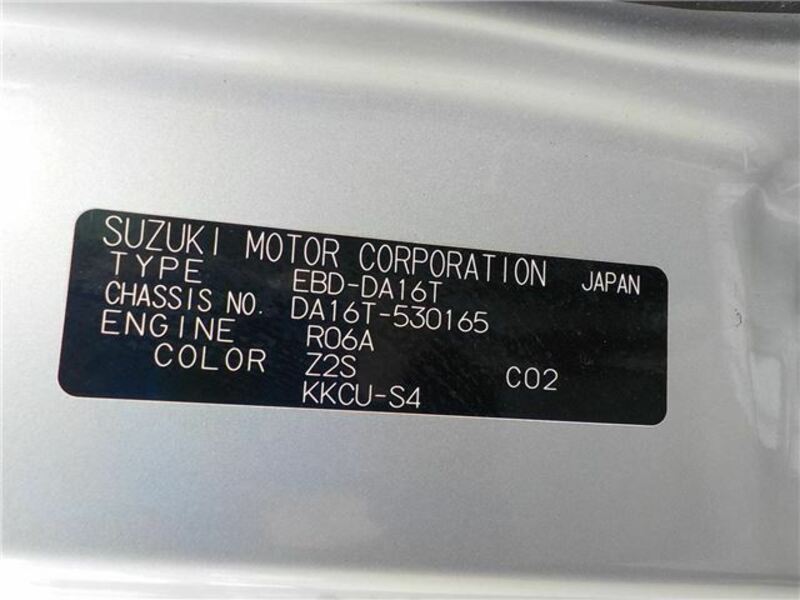 SUZUKI MOTOR CORPORATION JAPAN
TYPE EBD-DA16T
CHASSIS NO. DA16T-530165
ENGINE R06A
COLOR Z2S C02
KKCU-S4